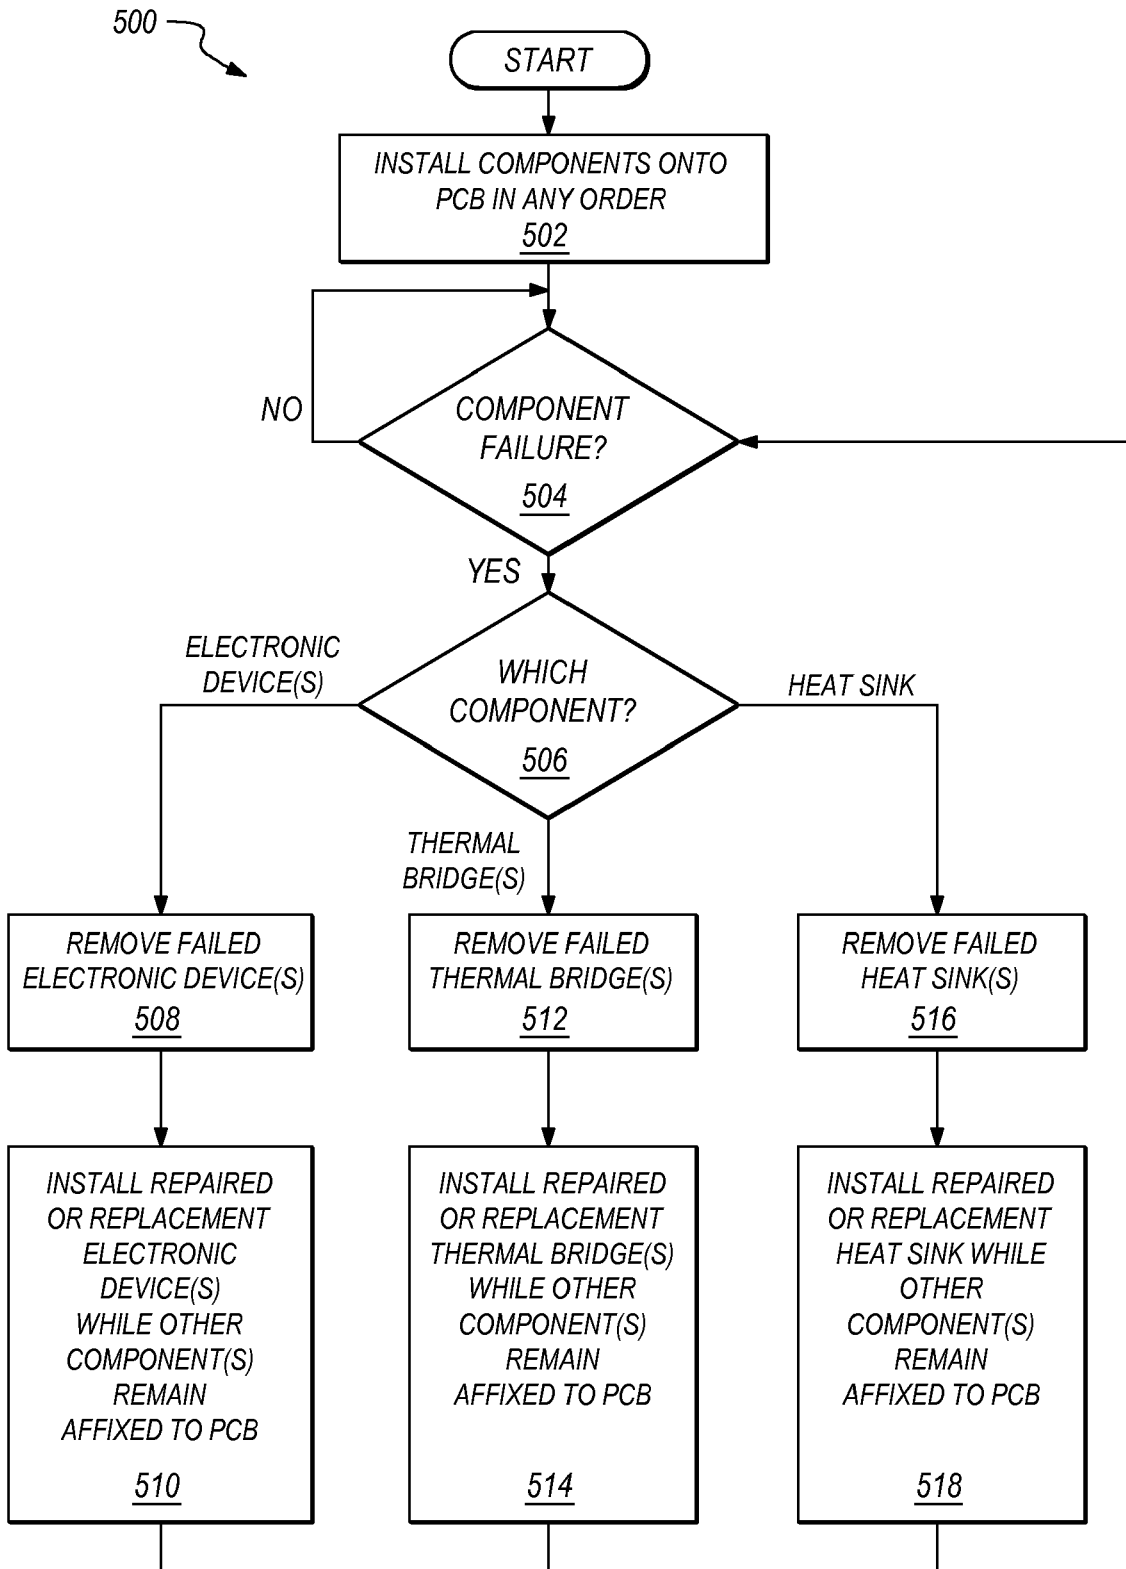 500
START
INSTALL COMPONENTS ONTO
PCB IN ANY ORDER
502
NO
COMPONENT
FAILURE?
504
YES
ELECTRONIC
DEVICE(S)
WHICH
COMPONENT?
506
HEAT SINK
THERMAL
BRIDGE(S)
REMOVE FAILED
ELECTRONIC DEVICE(S)
508
REMOVE FAILED
THERMAL BRIDGE(S)
512
REMOVE FAILED
HEAT SINK(S)
516
INSTALL REPAIRED
OR REPLACEMENT
ELECTRONIC
DEVICE(S)
WHILE OTHER
COMPONENT(S)
REMAIN
AFFIXED TO PCB
510
INSTALL REPAIRED
OR REPLACEMENT
THERMAL BRIDGE(S)
WHILE OTHER
COMPONENT(S)
REMAIN
AFFIXED TO PCB
514
INSTALL REPAIRED
OR REPLACEMENT
HEAT SINK WHILE
OTHER
COMPONENT(S)
REMAIN
AFFIXED TO PCB
518